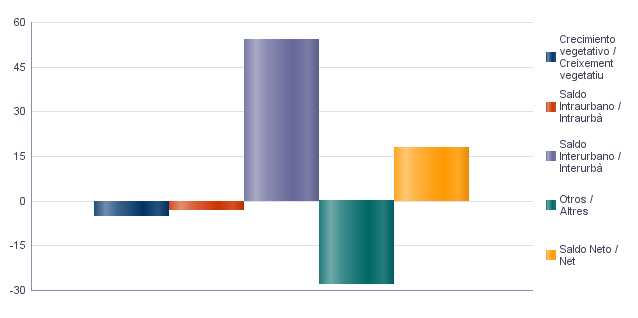 60
45
30
15
0
-15
-30
Crecimiento
vegetativo /
Creixement
vegetatiu
Saldo
Intraurbano /
Intraurbà
Saldo
Interurbano /
Interurbà
Otros /
Altres
Saldo Neto /
Net